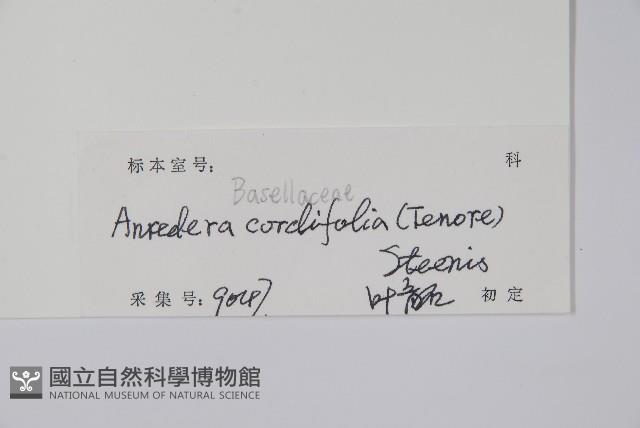 标本室号: 科
Basellaceae
Anredera cordifolia (Tenore)
Steenis
采集号: 初定
國立自然科學博物館
NATIONAL MUSEUM OF NATURAL SCIENCE